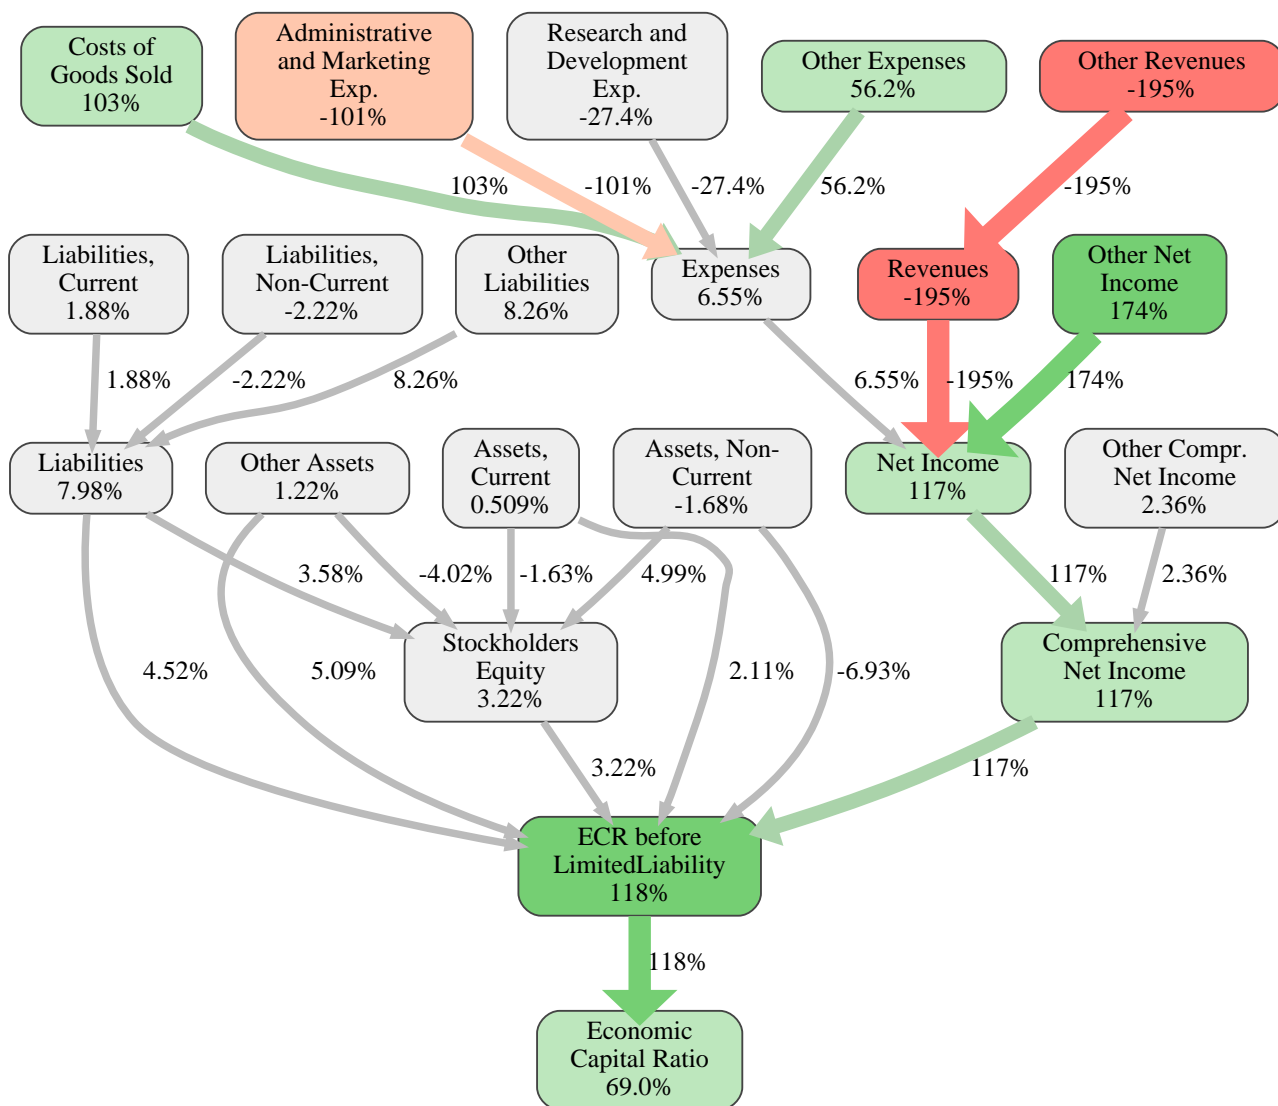 Costs of
Goods Sold
103%
Administrative
and Marketing
Exp.
-101%
Research and
Development
Exp.
-27.4%
Other Expenses
56.2%
Other Revenues
-195%
103%
-101%
-27.4%
56.2%
-195%
Liabilities,
Current
1.88%
Liabilities,
Non-Current
-2.22%
Other
Liabilities
8.26%
Expenses
6.55%
Revenues
-195%
Other Net
Income
174%
1.88%
-2.22%
8.26%
6.55%
-195%
174%
Liabilities
7.98%
Other Assets
1.22%
Assets,
Current
0.509%
Assets, Non-
Current
-1.68%
Net Income
117%
Other Compr.
Net Income
2.36%
3.58%
-4.02%
-1.63%
4.99%
117%
2.36%
4.52%
5.09%
Stockholders
Equity
3.22%
2.11%
-6.93%
Comprehensive
Net Income
117%
3.22%
117%
ECR before
LimitedLiability
118%
118%
Economic
Capital Ratio
69.0%